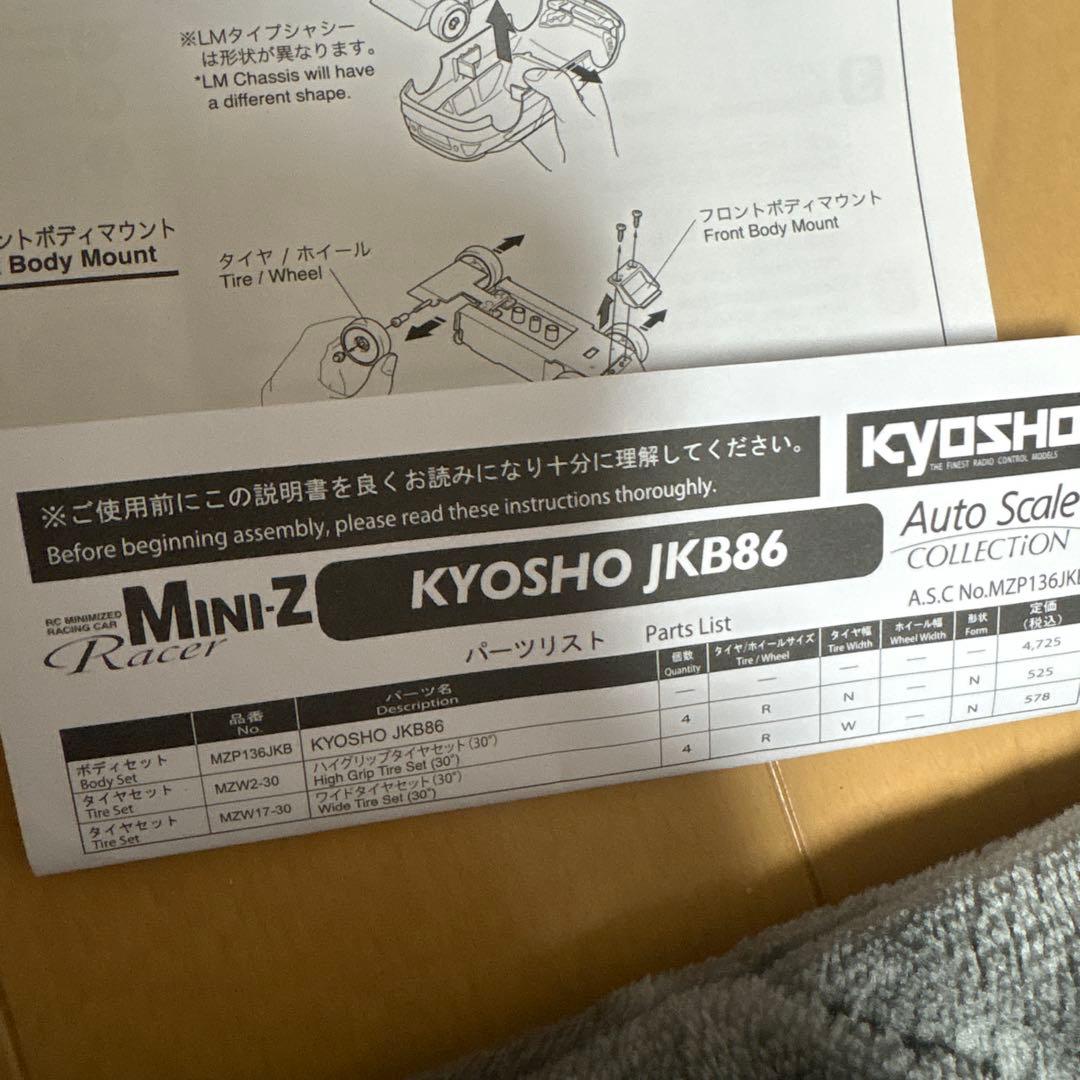 ※LMタイプシャシー
は形状が異なります。
*LM Chassis will have
a different shape.
ントボディマウント
Body Mount
タイヤ / ホイール
Tire / Wheel
フロントボディマウント
Front Body Mount
※ご使用前にこの説明書を良くお読みになり十分に理解してください。
Before beginning assembly, please read these instructions thoroughly.
KYOSHO
THE FINEST RADIO CONTROL MODELS
RC MINIMIZED
RACING CAR
MINI-Z
Racer
KYOSHO JKB86
Auto Scale
COLLECTiON
A.S.C No.MZP136JKB
パーツリスト Parts List
品番
No.
パーツ名
Description
個数
Quantity
タイヤ/ホイールサイズ
Tire / Wheel
タイヤ幅
Tire Width
ホイール幅
Wheel Width
形状
Form
定価
(税込)
ボディセット
Body Set
MZP136JKB
KYOSHO JKB86
— — — — — 4,725
タイヤセット
Tire Set
MZW2-30
ハイグリップタイヤセット(30°)
High Grip Tire Set (30°)
4 R N — N 525
タイヤセット
Tire Set
MZW17-30
ワイドタイヤセット(30°)
Wide Tire Set (30°)
4 R W — N 578